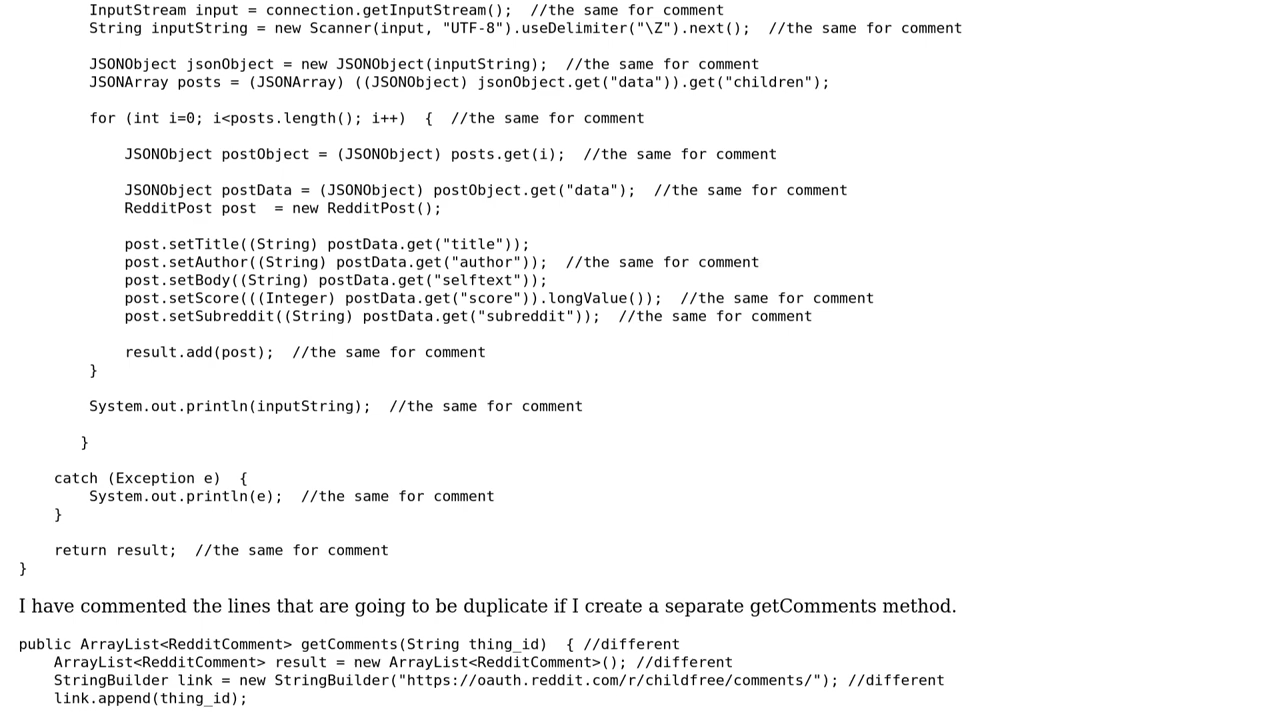 InputStream input = connection.getInputStream();  //the same for comment
String inputString = new Scanner(input, "UTF-8").useDelimiter("\Z").next();  //the same for comment
JSONObject jsonObject = new JSONObject(inputString);  //the same for comment
JSONArray posts = (JSONArray) ((JSONObject) jsonObject.get("data")).get("children");
for (int i=0; i<posts.length(); i++)  {  //the same for comment
JSONObject postObject = (JSONObject) posts.get(i);  //the same for comment
JSONObject postData = (JSONObject) postObject.get("data");  //the same for comment
RedditPost post  = new RedditPost();
post.setTitle((String) postData.get("title"));
post.setAuthor((String) postData.get("author"));  //the same for comment
post.setBody((String) postData.get("selftext"));
post.setScore(((Integer) postData.get("score")).longValue());  //the same for comment
post.setSubreddit((String) postData.get("subreddit"));  //the same for comment
result.add(post);  //the same for comment
}
System.out.println(inputString);  //the same for comment
}
catch (Exception e)  {
System.out.println(e);  //the same for comment
}
return result;  //the same for comment
}
I have commented the lines that are going to be duplicate if I create a separate getComments method.
public ArrayList<RedditComment> getComments(String thing_id)  { //different
ArrayList<RedditComment> result = new ArrayList<RedditComment>(); //different
StringBuilder link = new StringBuilder("https://oauth.reddit.com/r/childfree/comments/"); //different
link.append(thing_id);